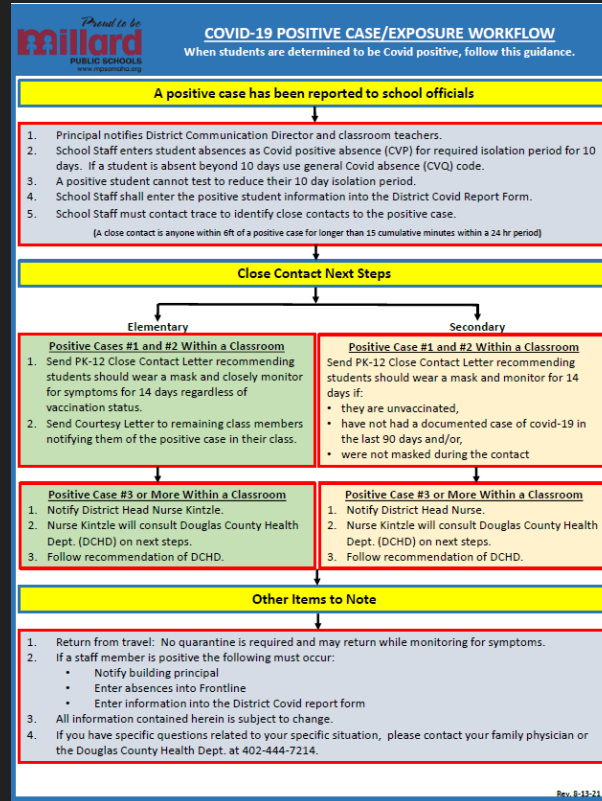 Proud to be
Millard
PUBLIC SCHOOLS
www.mpsomaha.org
COVID-19 POSITIVE CASE/EXPOSURE WORKFLOW
When students are determined to be Covid positive, follow this guidance.
A positive case has been reported to school officials
1. Principal notifies District Communication Director and classroom teachers.
2. School Staff enters student absences as Covid positive absence (CVP) for required isolation period for 10
days. If a student is absent beyond 10 days use general Covid absence (CVQ) code.
3. A positive student cannot test to reduce their 10 day isolation period.
4. School Staff shall enter the positive student information into the District Covid Report Form.
5. School Staff must contact trace to identify close contacts to the positive case.
(A close contact is anyone within 6ft of a positive case for longer than 15 cumulative minutes within a 24 hr period)
Close Contact Next Steps
Elementary
Positive Cases #1 and #2 Within a Classroom
1. Send PK-12 Close Contact Letter recommending
students should wear a mask and closely monitor
for symptoms for 14 days regardless of
vaccination status.
2. Send Courtesy Letter to remaining class members
notifying them of the positive case in their class.
Positive Case #3 or More Within a Classroom
1. Notify District Head Nurse Kintzle.
2. Nurse Kintzle will consult Douglas County Health
Dept. (DCHD) on next steps.
3. Follow recommendation of DCHD.
Secondary
Positive Case #1 and #2 Within a Classroom
Send PK-12 Close Contact Letter recommending
students should wear a mask and monitor for 14
days if:
• they are unvaccinated,
• have not had a documented case of covid-19 in
the last 90 days and/or,
• were not masked during the contact
Positive Case #3 or More Within a Classroom
1. Notify District Head Nurse.
2. Nurse Kintzle will consult Douglas County Health
Dept. (DCHD) on next steps.
3. Follow recommendation of DCHD.
Other Items to Note
1. Return from travel: No quarantine is required and may return while monitoring for symptoms.
2. If a staff member is positive the following must occur:
• Notify building principal
• Enter absences into Frontline
• Enter information into the District Covid report form
3. All information contained herein is subject to change.
4. If you have specific questions related to your specific situation, please contact your family physician or
the Douglas County Health Dept. at 402-444-7214.
Rev. 8-13-21